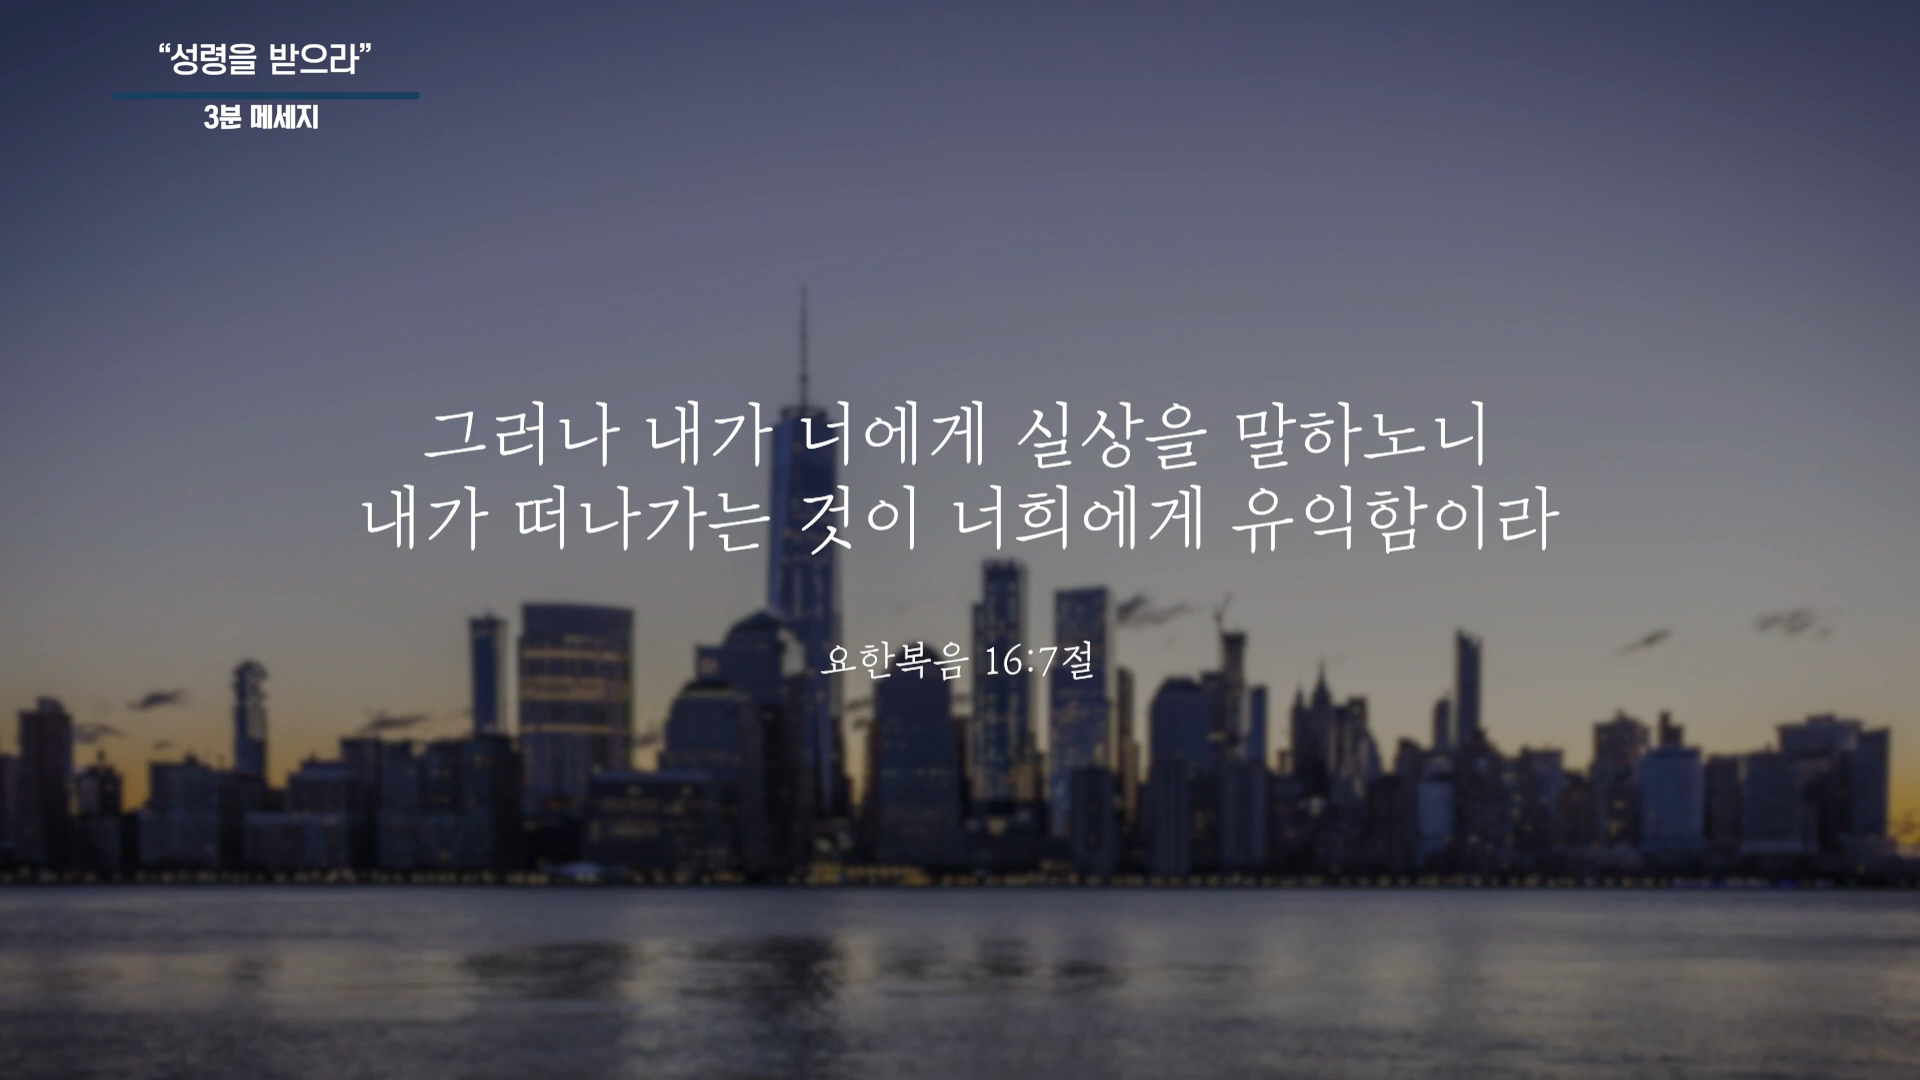 “성령을 받으라”
3분 메세지
그러나 내가 너에게 실상을 말하노니
내가 떠나가는 것이 너희에게 유익함이라
요한복음 16:7절